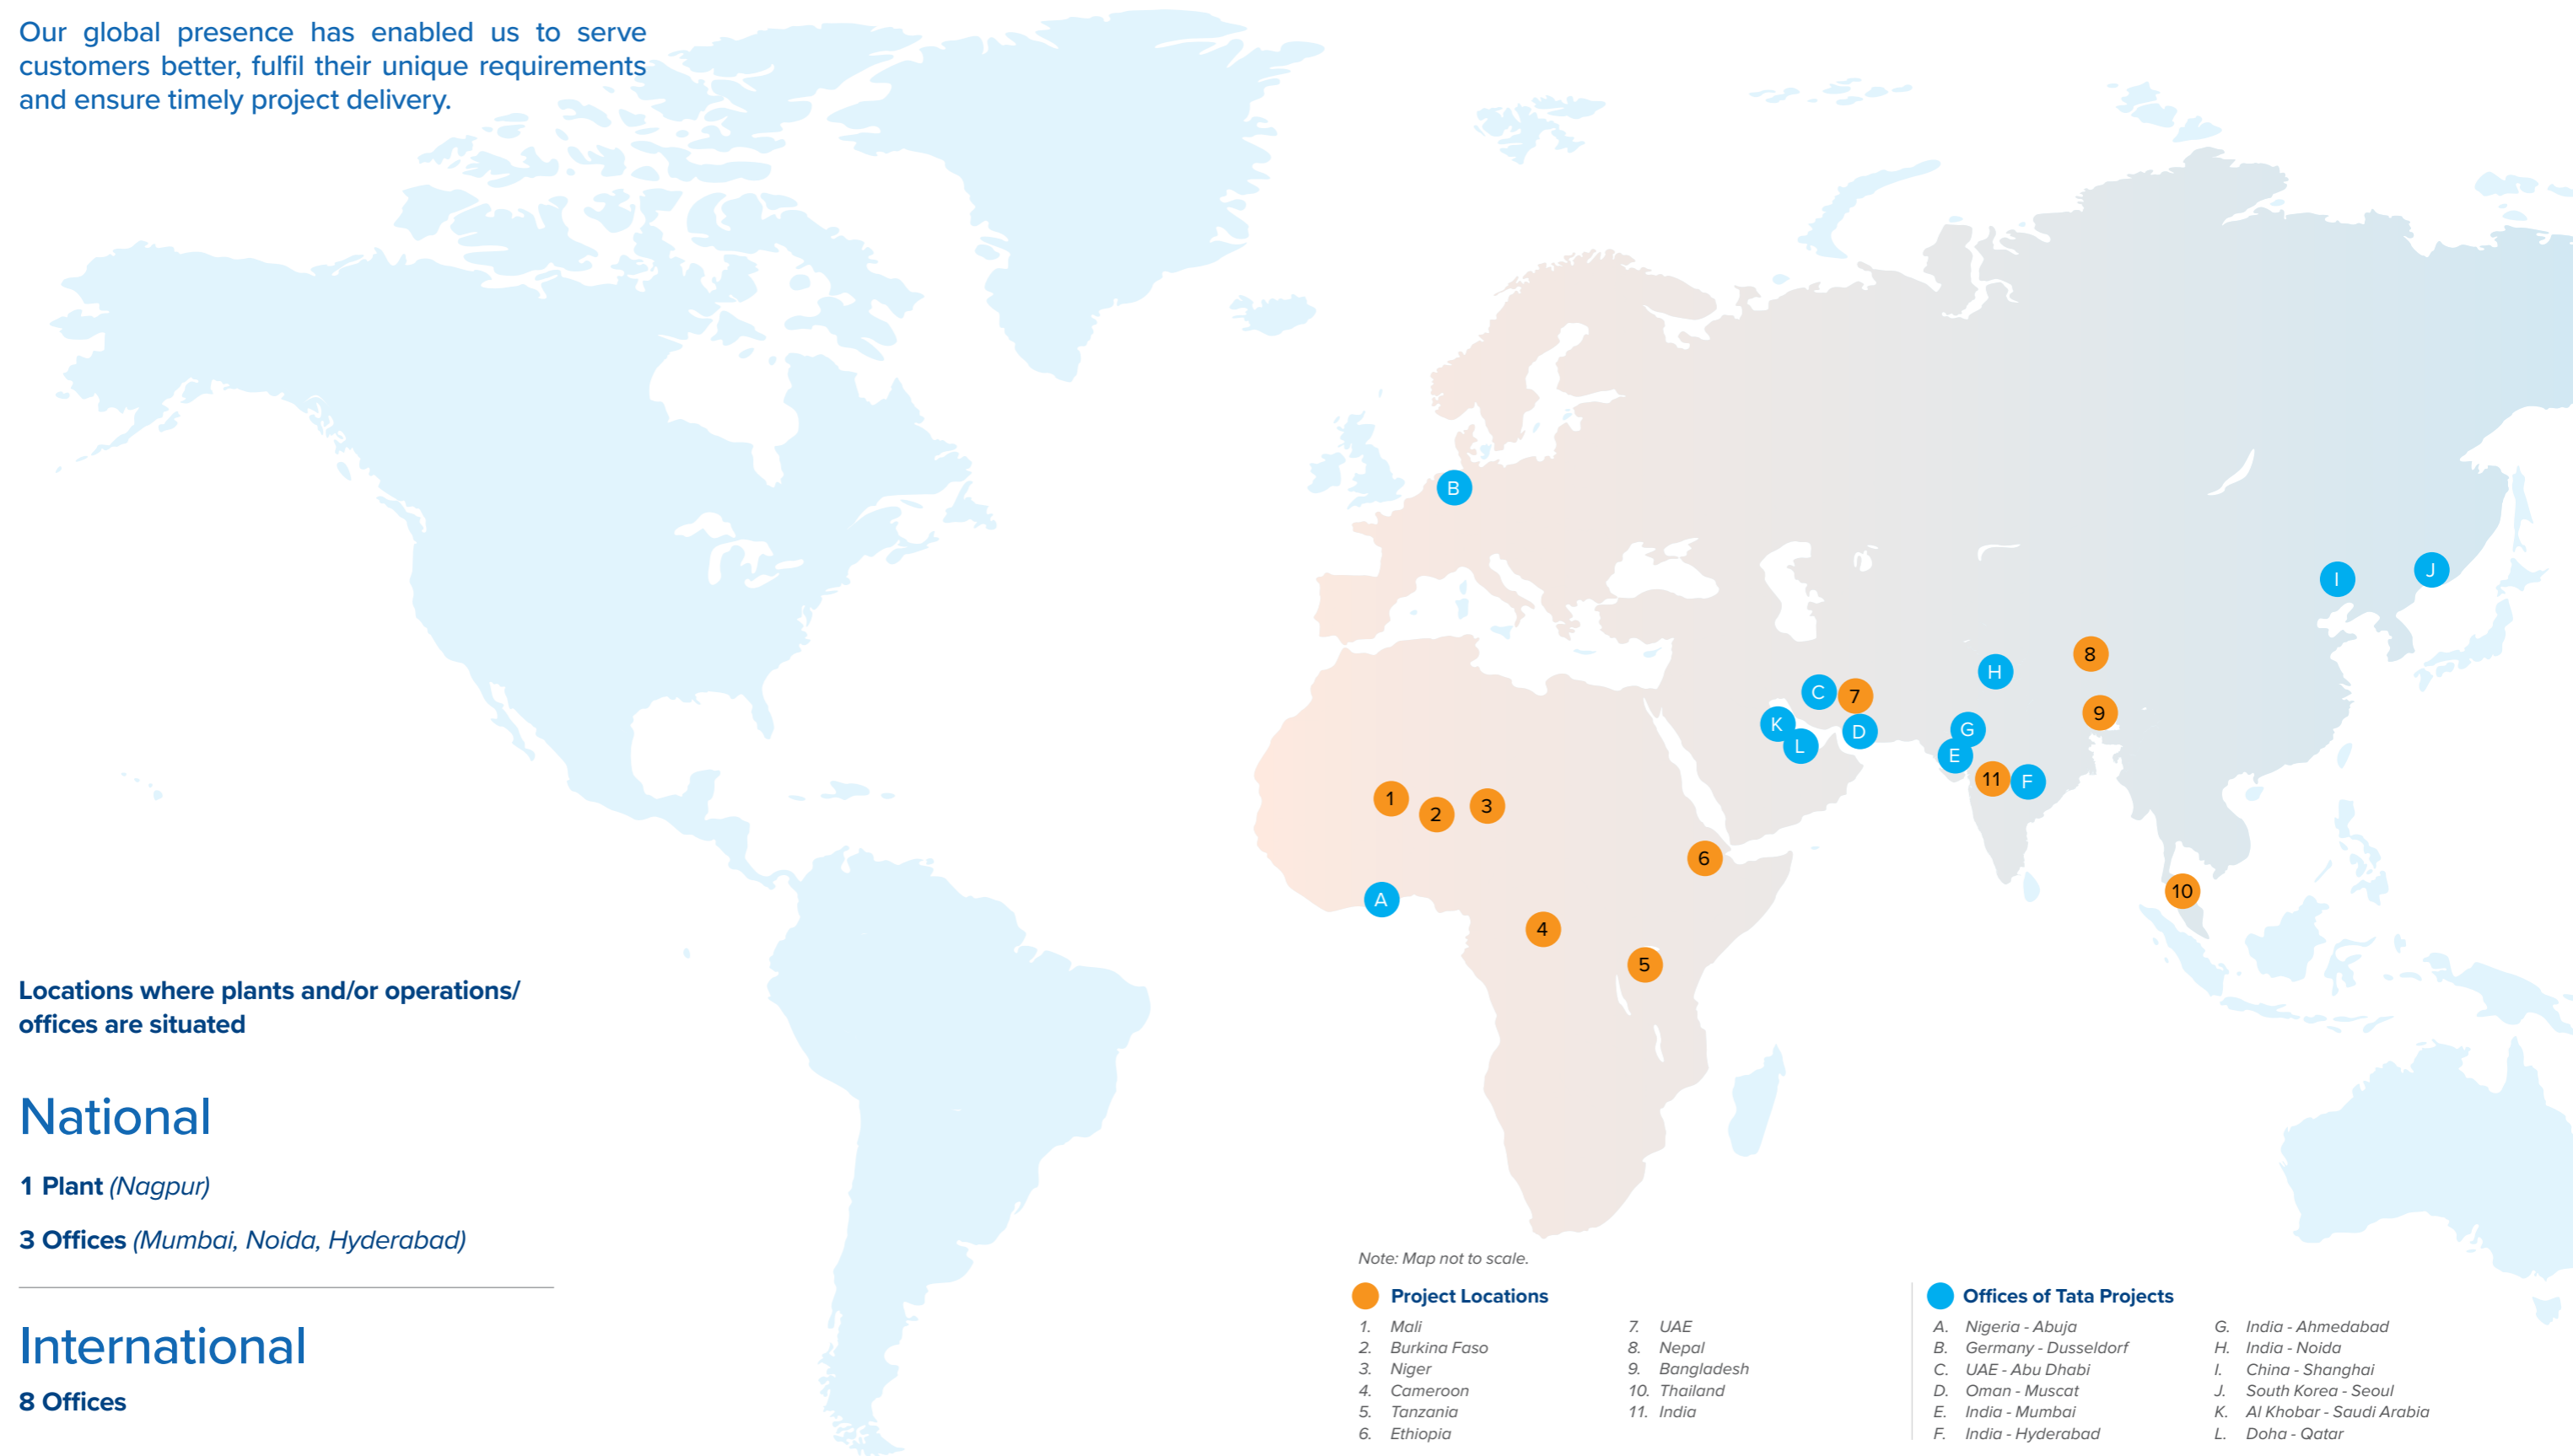 Our global presence has enabled us to serve
customers better, fulfil their unique requirements
and ensure timely project delivery.
B
I
J
H
8
C
7
K
D
L
G
E
9
11
F
1
2
3
6
A
10
4
5
Locations where plants and/or operations/
offices are situated
National
1 Plant (Nagpur)
3 Offices (Mumbai, Noida, Hyderabad)
International
8 Offices
Note: Map not to scale.
Project Locations
1. Mali
2. Burkina Faso
3. Niger
4. Cameroon
5. Tanzania
6. Ethiopia
7. UAE
8. Nepal
9. Bangladesh
10. Thailand
11. India
Offices of Tata Projects
A. Nigeria - Abuja
B. Germany - Dusseldorf
C. UAE - Abu Dhabi
D. Oman - Muscat
E. India - Mumbai
F. India - Hyderabad
G. India - Ahmedabad
H. India - Noida
I. China - Shanghai
J. South Korea - Seoul
K. Al Khobar - Saudi Arabia
L. Doha - Qatar